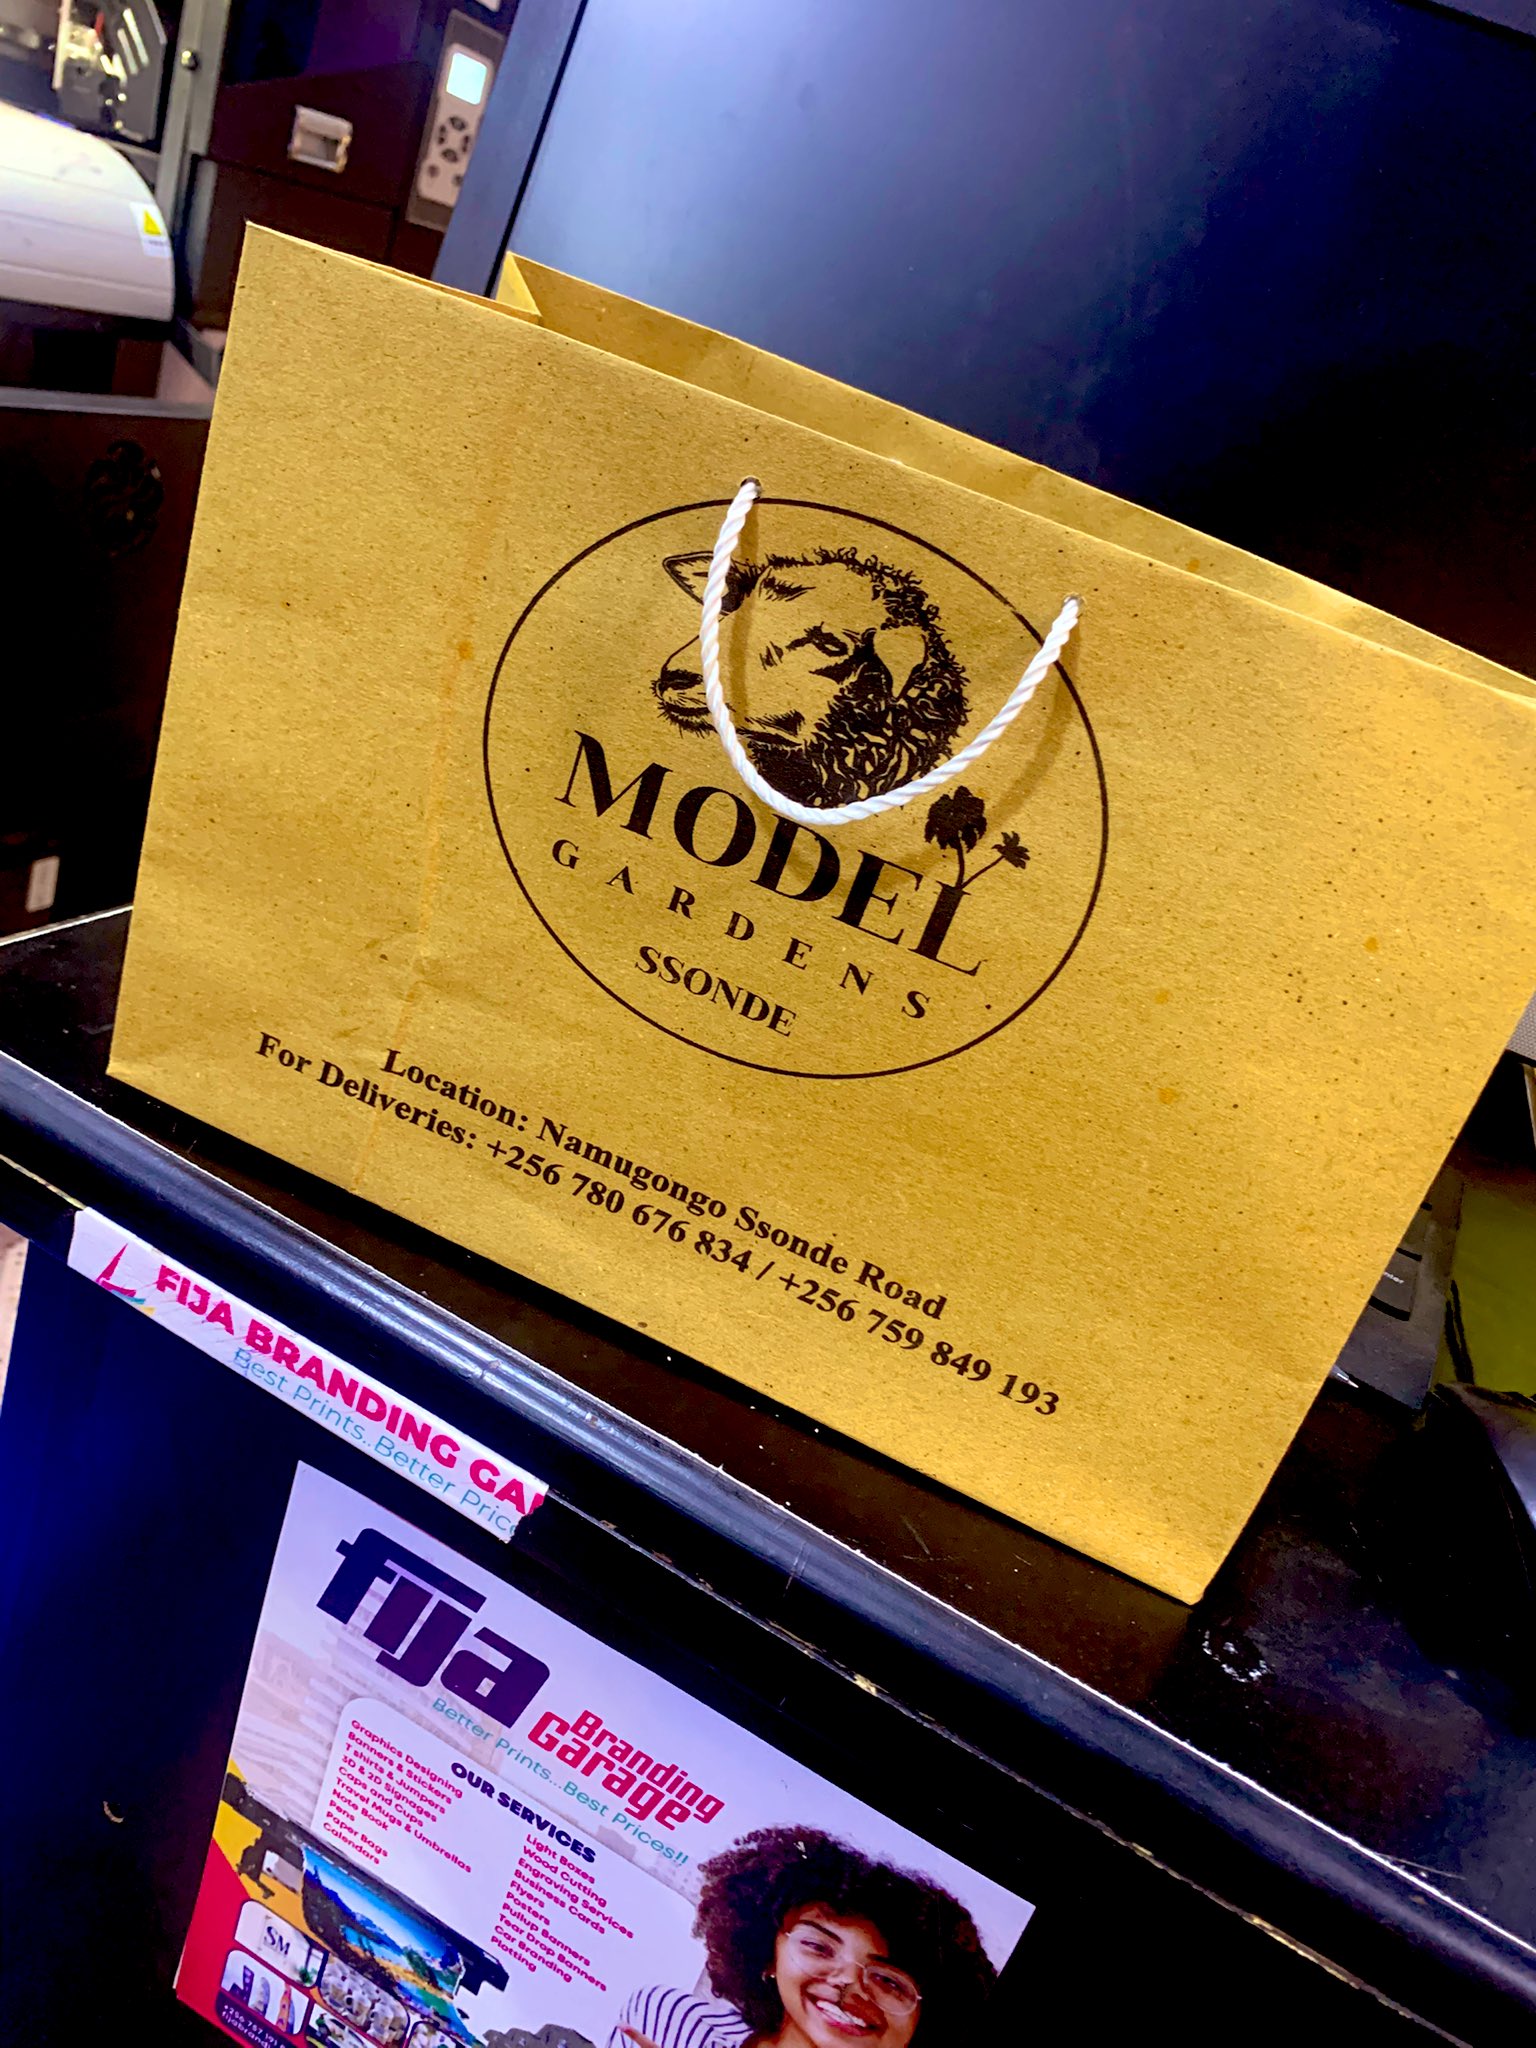 MODEL
GARDENS
SSONDE
Location: Namugongo Ssonde Road
For Deliveries: +256 780 676 834 / +256 759 849 193
FIJA BRANDING
Best Prints..Better
fija
Branding
Garage
Better Prints...Best Prices!!
OUR SERVICES
Graphics Designing
Banners & Stickers
T shirts & Jumpers
3D & 2D Signages
Caps and Cups
Travel Mugs & Umbrellas
Note Book
Pens
Paper Bags
Calendars
Light Boxes
Wood Cutting
Engraving Services
Business Cards
Flyers
Posters
Pullup Banners
Tear Drop Banners
Car Branding
Plotting
SM